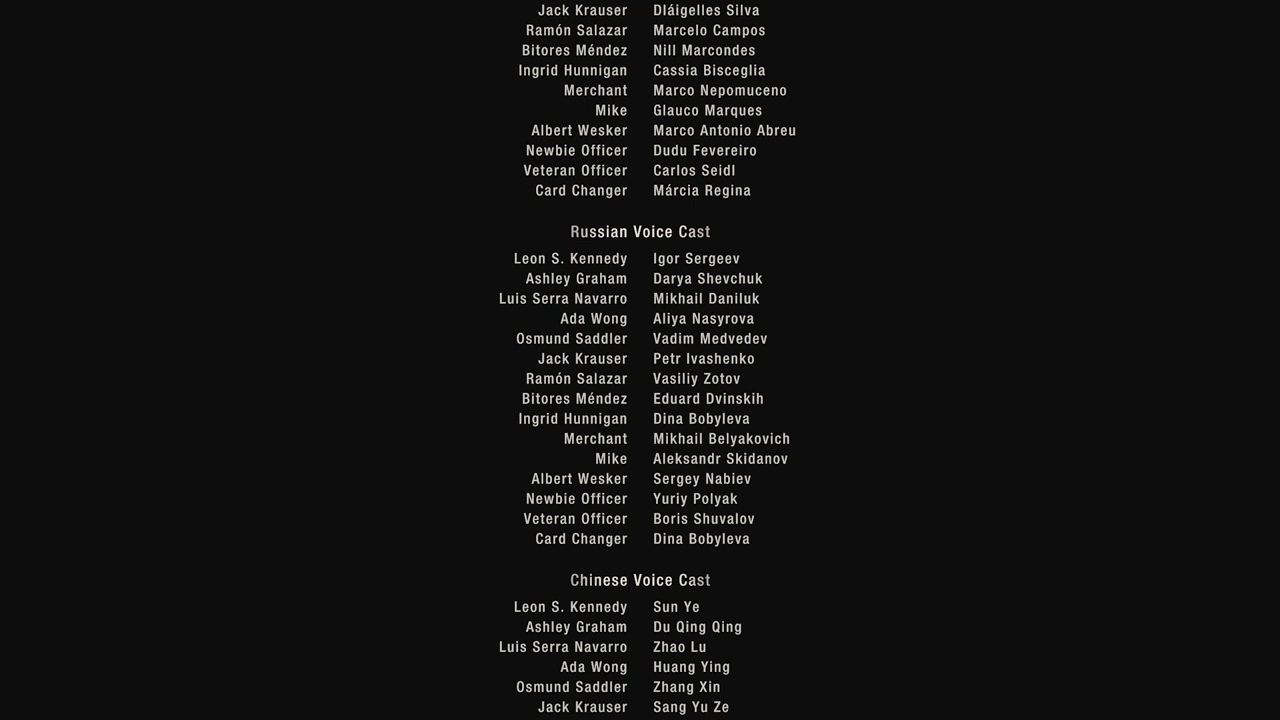 Jack Krauser Dláigelles Silva
Ramón Salazar Marcelo Campos
Bitores Méndez Nill Marcondes
Ingrid Hunnigan Cassia Bisceglia
Merchant Marco Nepomuceno
Mike Glauco Marques
Albert Wesker Marco Antonio Abreu
Newbie Officer Dudu Fevereiro
Veteran Officer Carlos Seidl
Card Changer Márcia Regina
Russian Voice Cast
Leon S. Kennedy Igor Sergeev
Ashley Graham Darya Shevchuk
Luis Serra Navarro Mikhail Daniluk
Ada Wong Aliya Nasyrova
Osmund Saddler Vadim Medvedev
Jack Krauser Petr Ivashenko
Ramón Salazar Vasiliy Zotov
Bitores Méndez Eduard Dvinskih
Ingrid Hunnigan Dina Bobyleva
Merchant Mikhail Belyakovich
Mike Aleksandr Skidanov
Albert Wesker Sergey Nabiev
Newbie Officer Yuriy Polyak
Veteran Officer Boris Shuvalov
Card Changer Dina Bobyleva
Chinese Voice Cast
Leon S. Kennedy Sun Ye
Ashley Graham Du Qing Qing
Luis Serra Navarro Zhao Lu
Ada Wong Huang Ying
Osmund Saddler Zhang Xin
Jack Krauser Sang Yu Ze